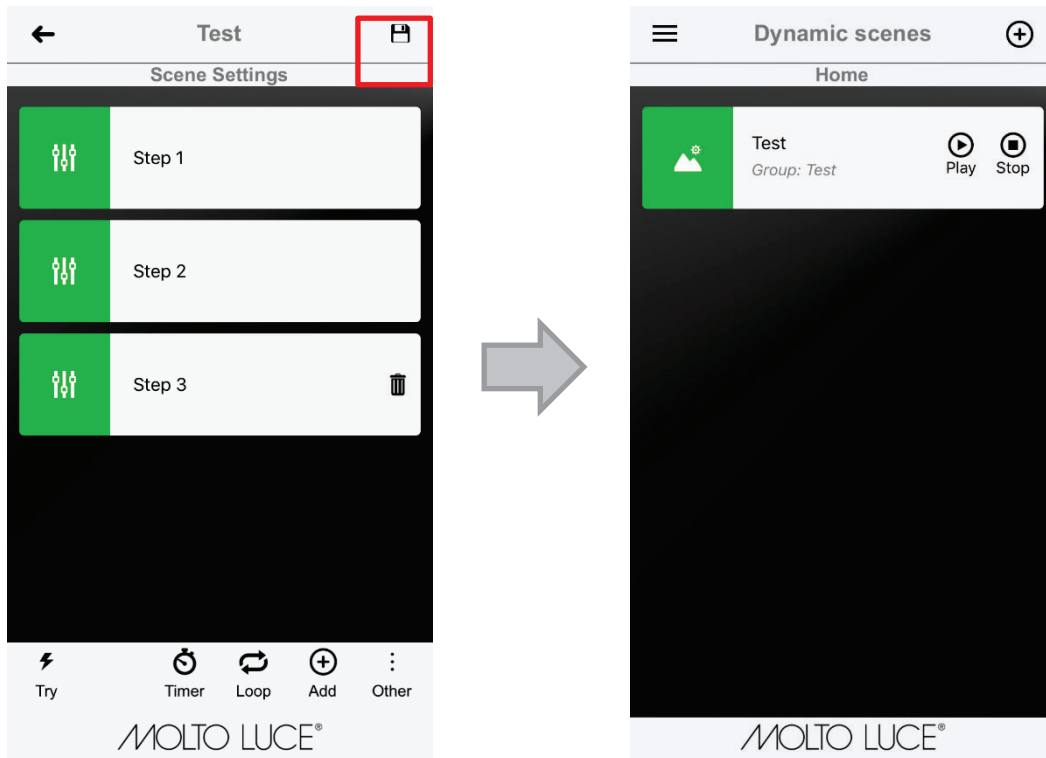 Test
Scene Settings
Step 1
Step 2
Step 3
Try
Timer
Loop
Add
Other
MOLTO LUCE®
Dynamic scenes
Home
Test
Group: Test
Play
Stop
MOLTO LUCE®